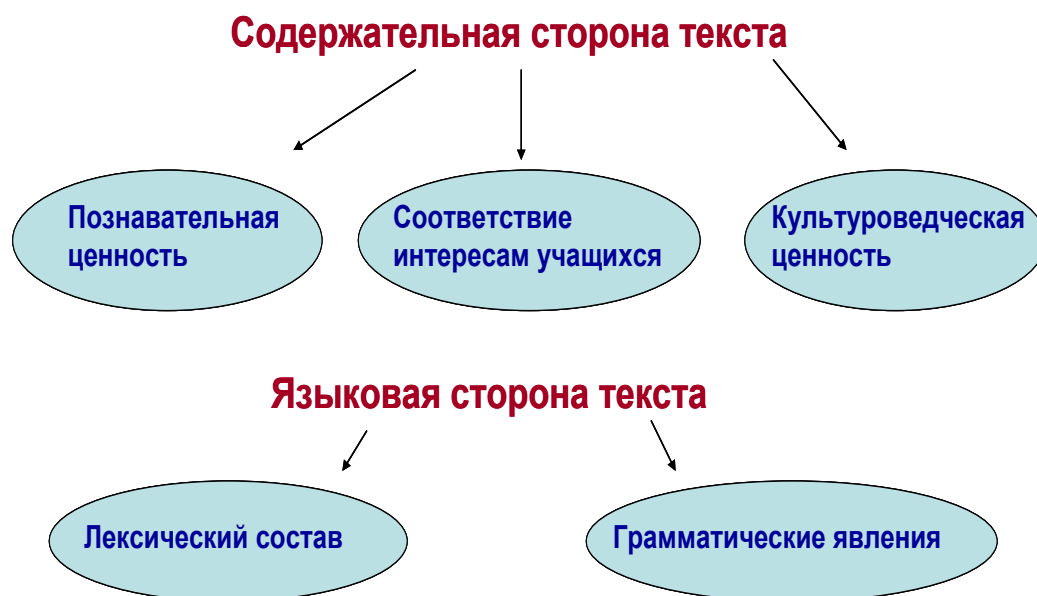 Содержательная сторона текста
Познавательная
ценность
Соответствие
интересам учащихся
Культуроведческая
ценность
Языковая сторона текста
Лексический состав
Грамматические явления